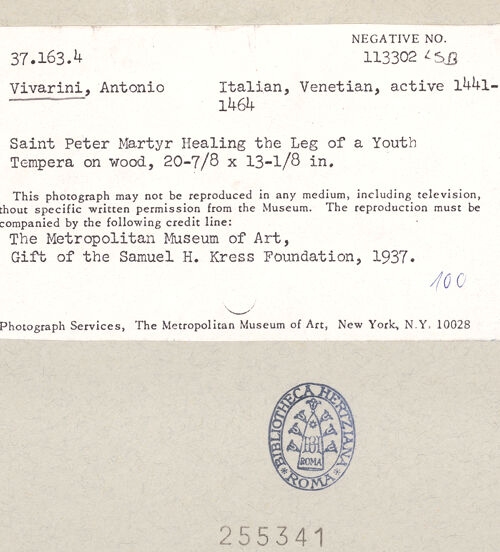 NEGATIVE NO.
37.163.4 113302 LSB
Vivarini, Antonio Italian, Venetian, active 1441-
1464
Saint Peter Martyr Healing the Leg of a Youth
Tempera on wood, 20-7/8 x 13-1/8 in.
This photograph may not be reproduced in any medium, including television,
thout specific written permission from the Museum. The reproduction must be
companied by the following credit line:
The Metropolitan Museum of Art,
Gift of the Samuel H. Kress Foundation, 1937.
100
Photograph Services, The Metropolitan Museum of Art, New York, N.Y. 10028
BIBLIOTHECA HERTZIANA
ROMA
* ROMA *
255341